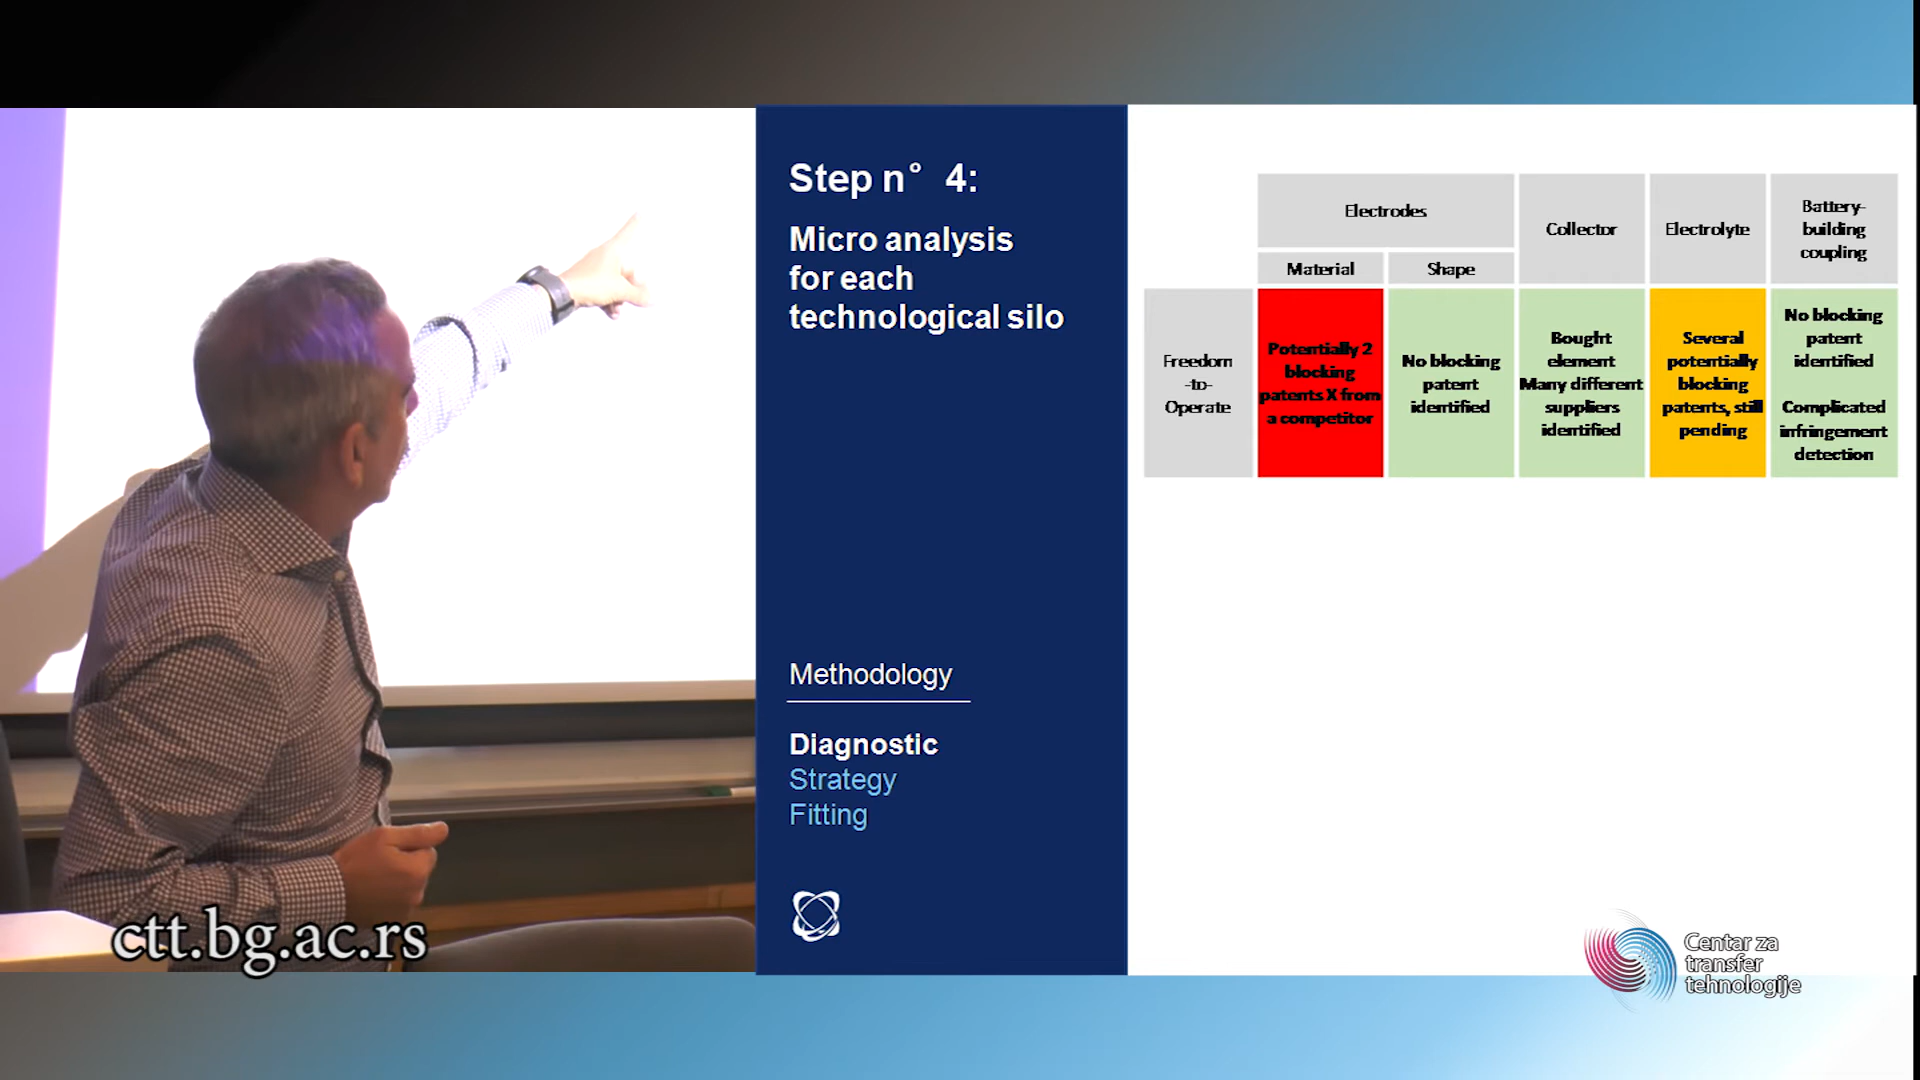 Step n° 4:
Micro analysis
for each
technological silo
Methodology
Diagnostic
Strategy
Fitting
Electrodes
Material
Shape
Collector
Electrolyte
Battery-
building
coupling
Freedom
-to-
Operate
Potentially 2
blocking
patents X from
a competitor
No blocking
patent
identified
Bought
element
Many different
suppliers
identified
Several
potentially
blocking
patents, still
pending
No blocking
patent
identified
Complicated
infringement
detection
ctt.bg.ac.rs
Centar za
transfer
tehnologije